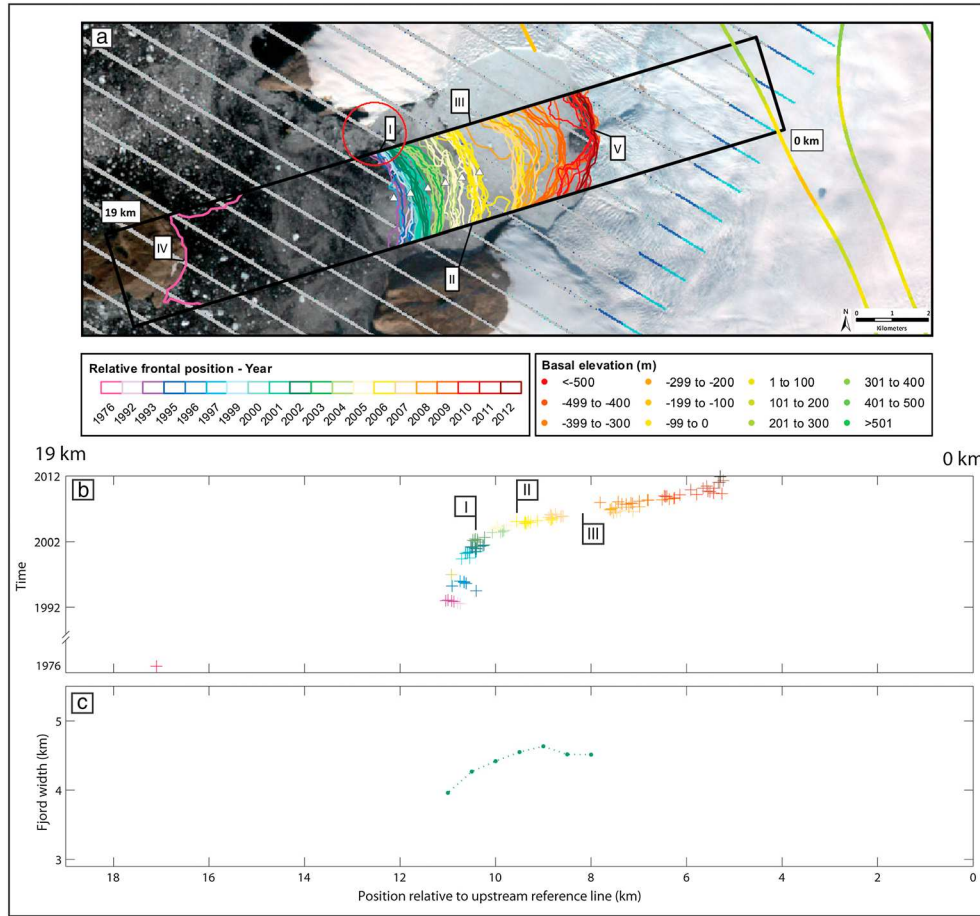 a
I
III
V
0 km
19 km
IV
II
N
0 1 2
Kilometers
Relative frontal position - Year
1976 1992 1993 1995 1996 1997 1999 2000 2001 2002 2003 2004 2005 2006 2007 2008 2009 2010 2011 2012
Basal elevation (m)
<-500 -299 to -200 1 to 100 301 to 400
-499 to -400 -199 to -100 101 to 200 401 to 500
-399 to -300 -99 to 0 201 to 300 >501
19 km 0 km
b
2012
2002
1992
1976
Time
I
II
III
c
5
4
3
Fjord width (km)
18 16 14 12 10 8 6 4 2 0
Position relative to upstream reference line (km)